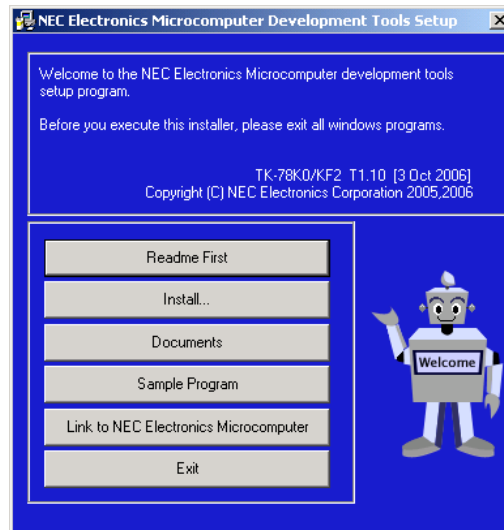 NEC Electronics Microcomputer Development Tools Setup
Welcome to the NEC Electronics Microcomputer development tools
setup program.
Before you execute this installer, please exit all windows programs.
TK-78K0/KF2 T1.10 [3 Oct 2006]
Copyright (C) NEC Electronics Corporation 2005,2006
Readme First
Install...
Documents
Sample Program
Link to NEC Electronics Microcomputer
Exit
Welcome